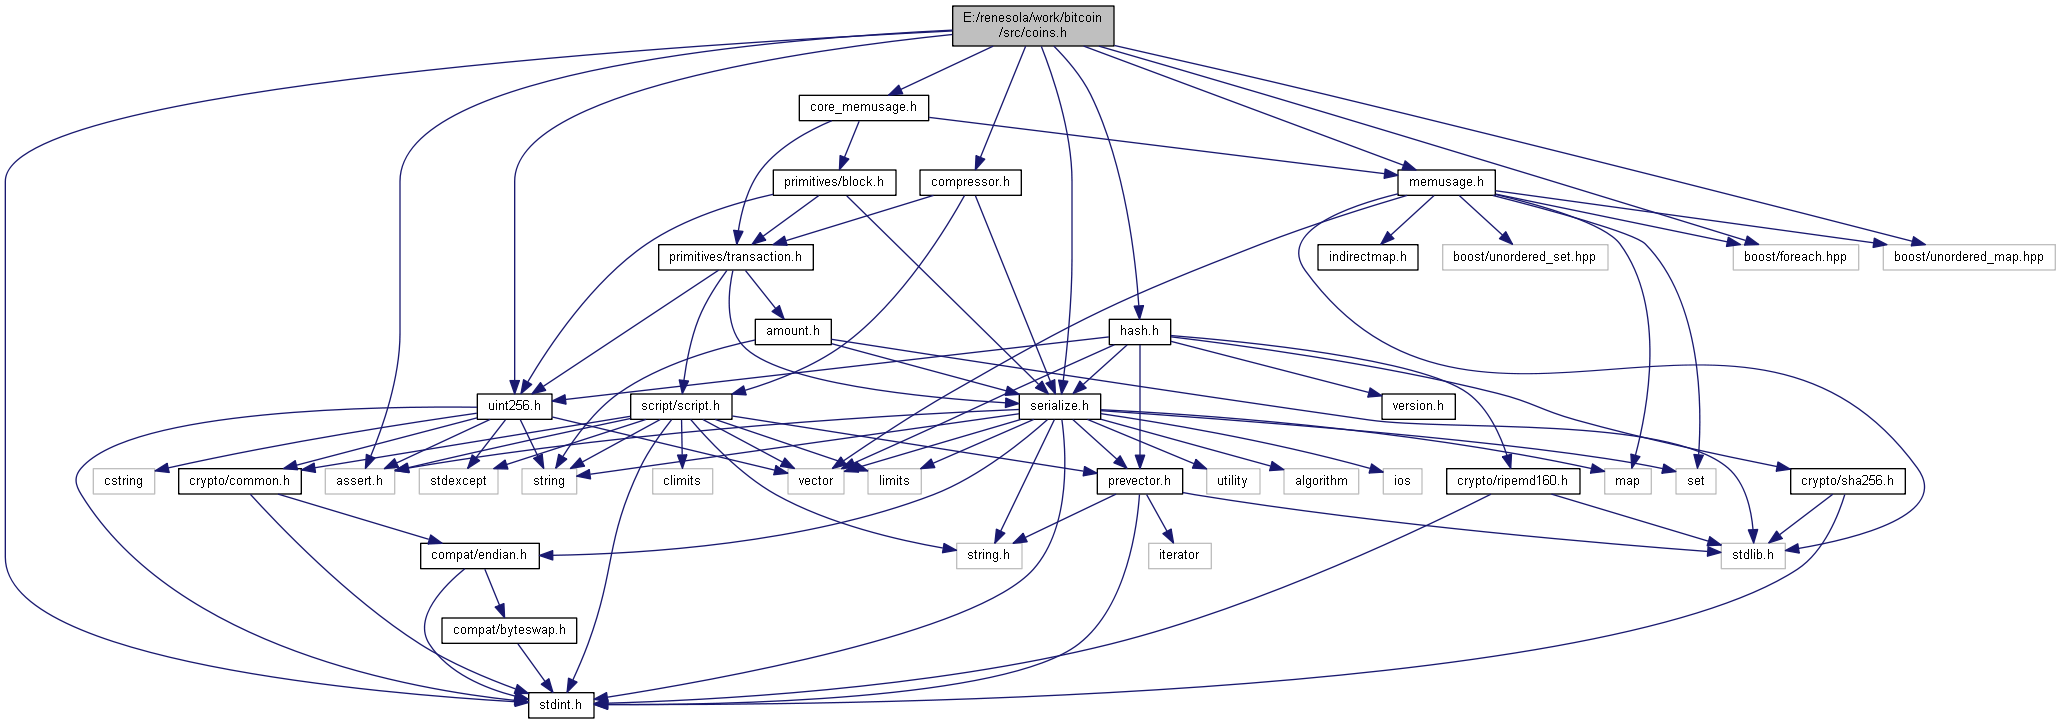 E:/renesola/work/bitcoin
/src/coins.h
core_memusage.h
primitives/block.h
compressor.h
memusage.h
primitives/transaction.h
indirectmap.h
boost/unordered_set.hpp
boost/foreach.hpp
boost/unordered_map.hpp
amount.h
hash.h
uint256.h
script/script.h
serialize.h
version.h
cstring
crypto/common.h
assert.h
stdexcept
string
climits
vector
limits
prevector.h
utility
algorithm
ios
crypto/ripemd160.h
map
set
crypto/sha256.h
compat/endian.h
string.h
iterator
stdlib.h
compat/byteswap.h
stdint.h